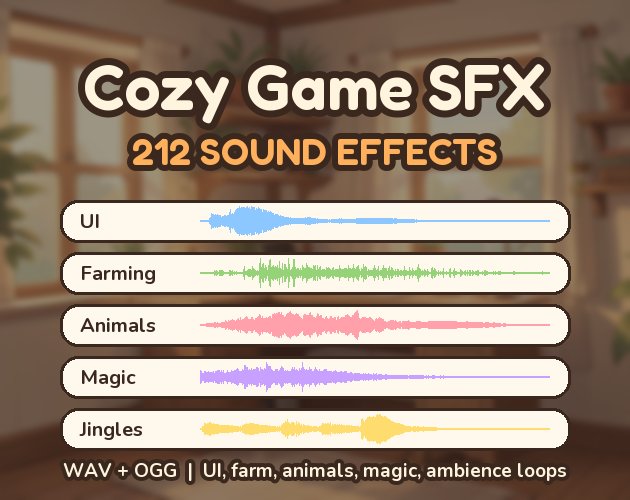 Cozy Game SFX
212 SOUND EFFECTS
UI
Farming
Animals
Magic
Jingles
WAV + OGG | UI, farm, animals, magic, ambience loops